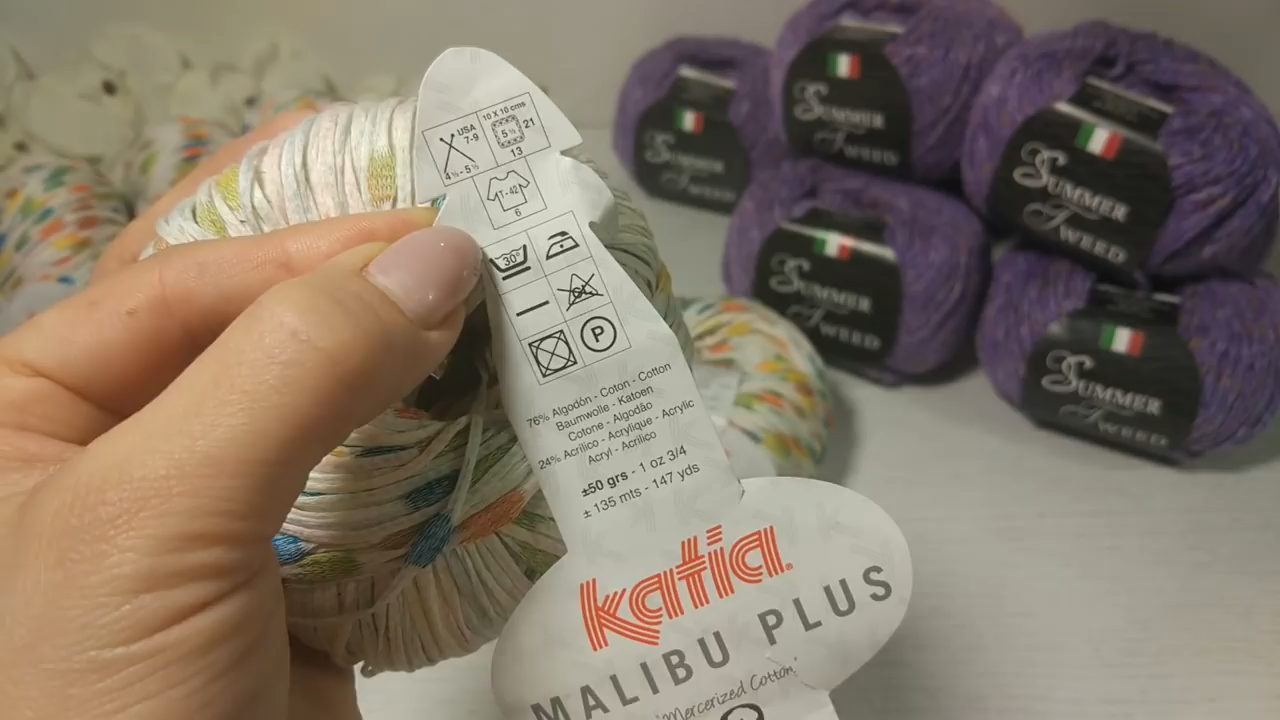 USA
7-9
4½-5½
10 X 10 cms
5½
21
13
T-42
6
30°
CL
P
76% Algodón - Coton - Cotton
Baumwolle - Katoen
Cotone - Algodão
24% Acrílico - Acrylique - Acrylic
Acryl - Acrilico
±50 grs - 1 oz 3/4
± 135 mts - 147 yds
katia
MALIBU PLUS
"Mercerized Cotton"
SUMMER
TWEED
SUMMER
TWEED
SUMMER
TWEED
SUMMER
TWEED
SUMMER
TWEED